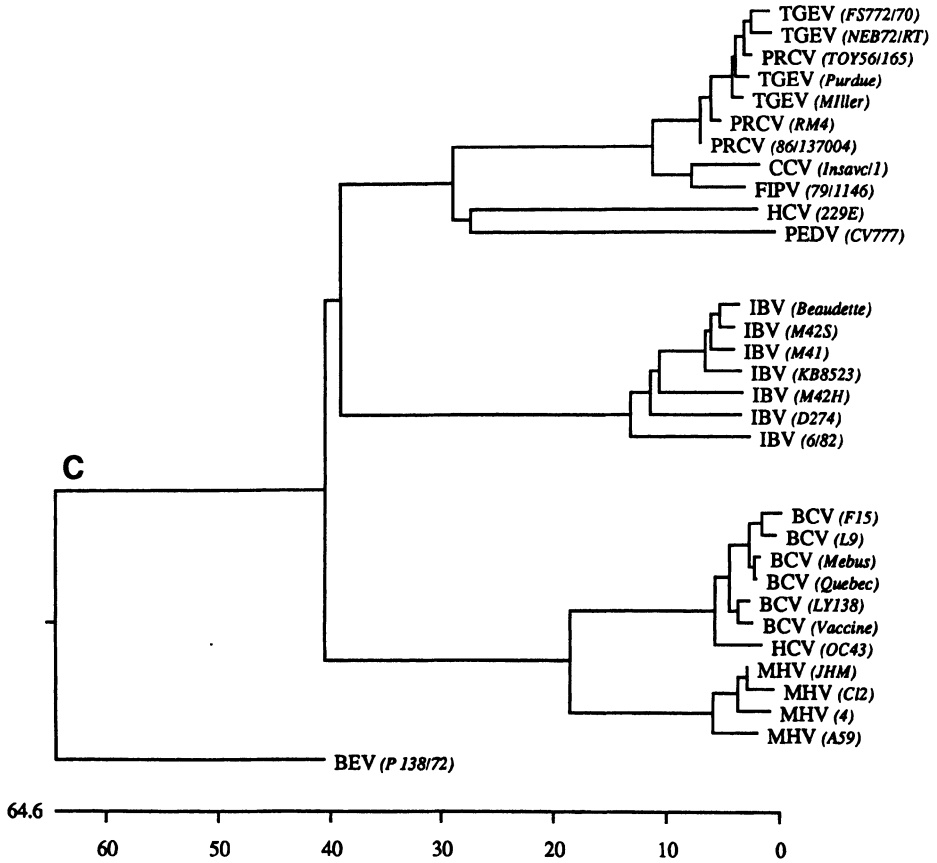 TGEV (FS772/70)
TGEV (NEB72/RT)
PRCV (TOY56/165)
TGEV (Purdue)
TGEV (MIller)
PRCV (RM4)
PRCV (86/137004)
CCV (Insavc/1)
FIPV (79/1146)
HCV (229E)
PEDV (CV777)
IBV (Beaudette)
IBV (M42S)
IBV (M41)
IBV (KB8523)
IBV (M42H)
IBV (D274)
IBV (6/82)
C
BCV (F15)
BCV (L9)
BCV (Mebus)
BCV (Quebec)
BCV (LY138)
BCV (Vaccine)
HCV (OC43)
MHV (JHM)
MHV (Cl2)
MHV (4)
MHV (A59)
BEV (P 138/72)
64.6
60 50 40 30 20 10 0